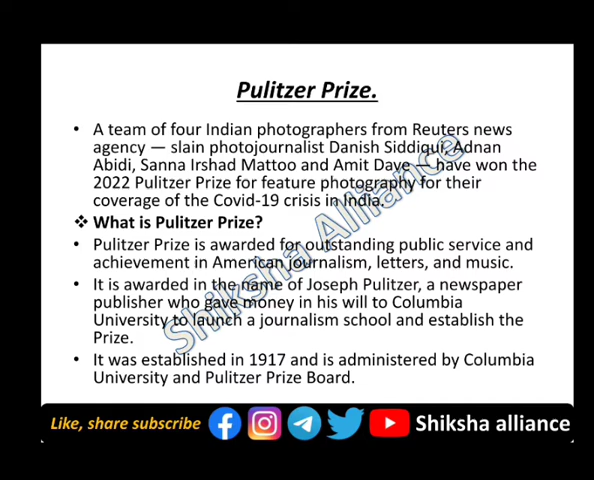 Pulitzer Prize.
• A team of four Indian photographers from Reuters news
agency — slain photojournalist Danish Siddiqui, Adnan
Abidi, Sanna Irshad Mattoo and Amit Dave — have won the
2022 Pulitzer Prize for feature photography for their
coverage of the Covid-19 crisis in India.
❖ What is Pulitzer Prize?
• Pulitzer Prize is awarded for outstanding public service and
achievement in American journalism, letters, and music.
• It is awarded in the name of Joseph Pulitzer, a newspaper
publisher who gave money in his will to Columbia
University to launch a journalism school and establish the
Prize.
• It was established in 1917 and is administered by Columbia
University and Pulitzer Prize Board.
Shiksha Alliance
Like, share subscribe
Shiksha alliance